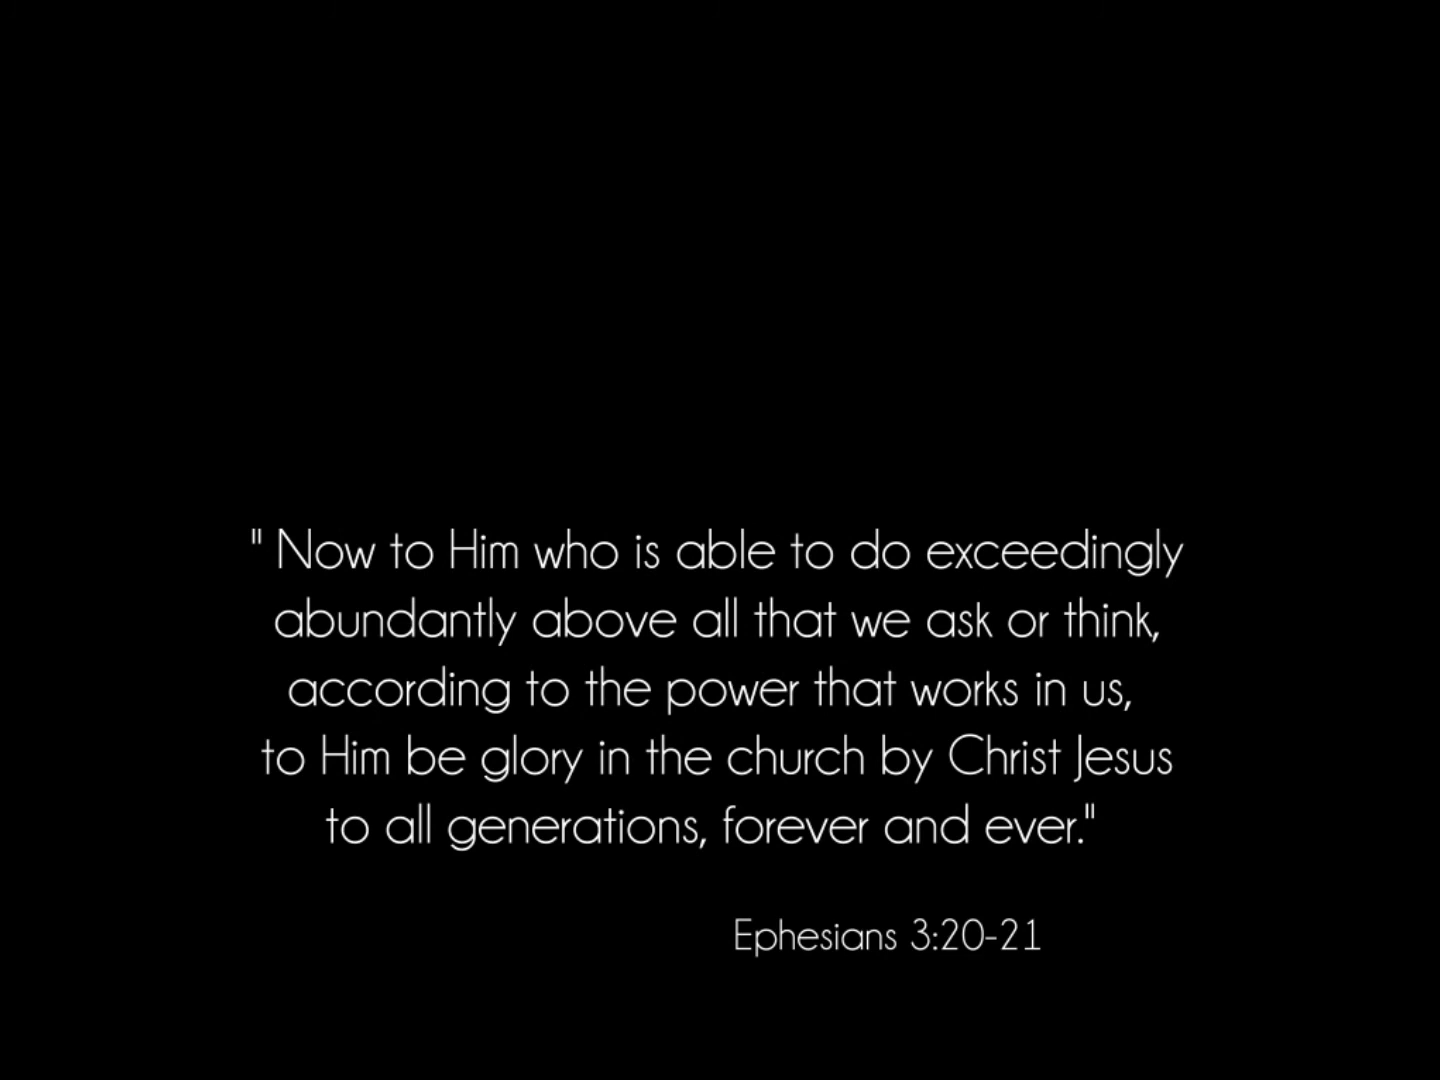 " Now to Him who is able to do exceedingly
abundantly above all that we ask or think,
according to the power that works in us,
to Him be glory in the church by Christ Jesus
to all generations, forever and ever."
Ephesians 3:20-21